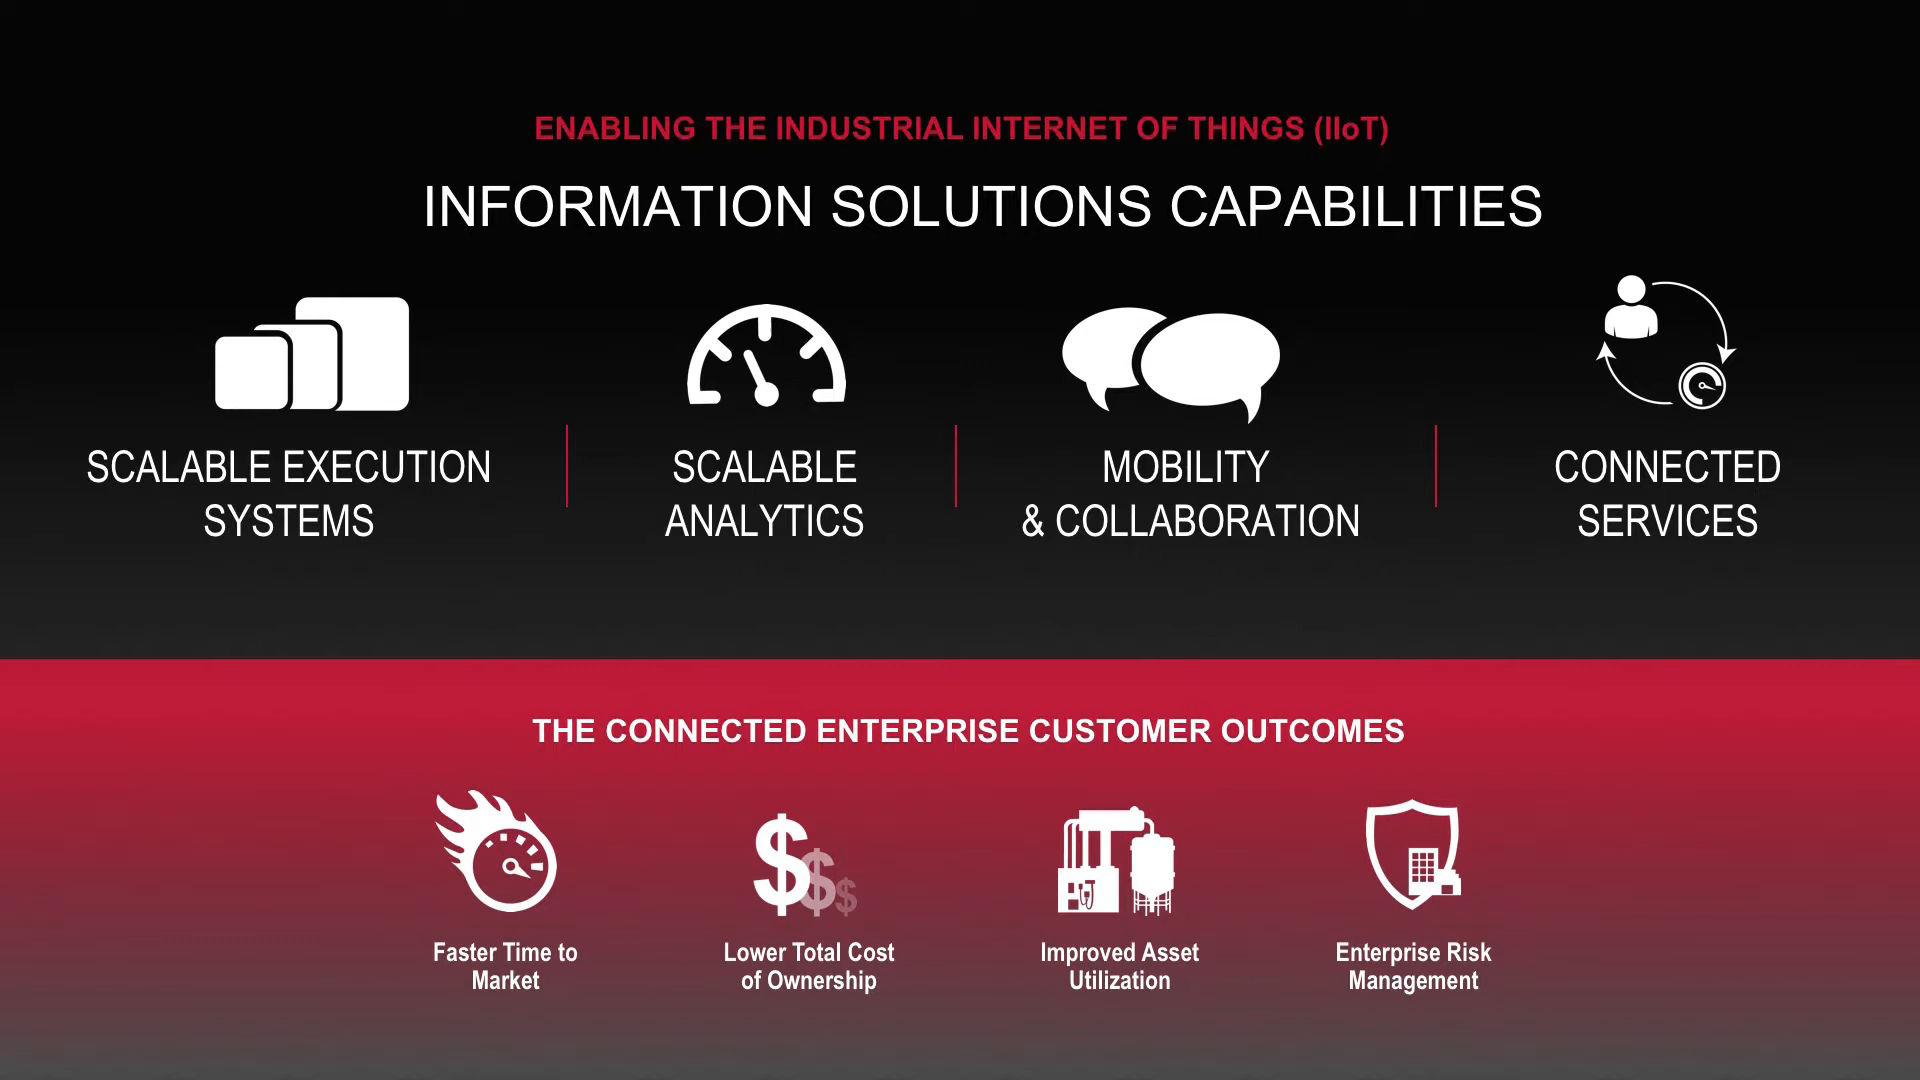 ENABLING THE INDUSTRIAL INTERNET OF THINGS (IIoT)
INFORMATION SOLUTIONS CAPABILITIES
SCALABLE EXECUTION
SYSTEMS
SCALABLE
ANALYTICS
MOBILITY
& COLLABORATION
CONNECTED
SERVICES
THE CONNECTED ENTERPRISE CUSTOMER OUTCOMES
$ $ $
Faster Time to
Market
Lower Total Cost
of Ownership
Improved Asset
Utilization
Enterprise Risk
Management